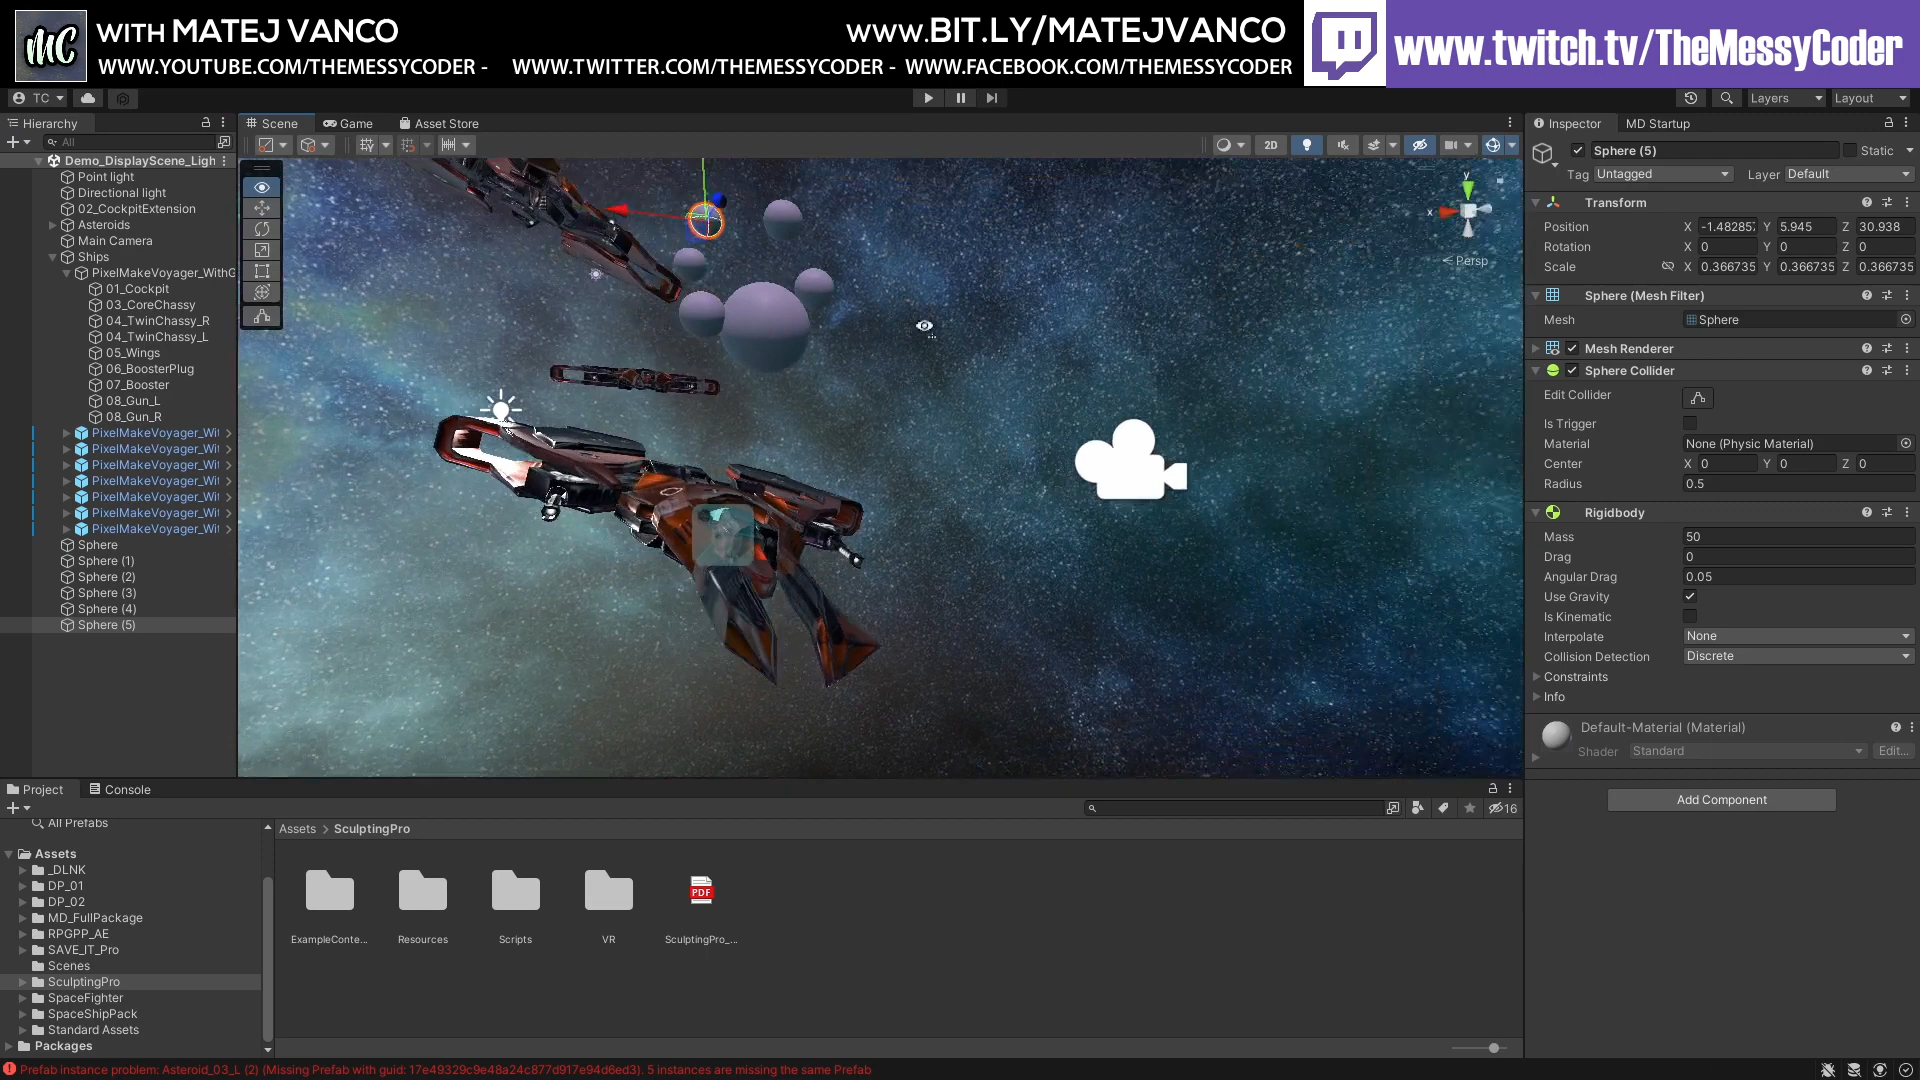 MC WITH MATEJ VANCO
WWW.BIT.LY/MATEJVANCO
WWW.YOUTUBE.COM/THEMESSYCODER - WWW.TWITTER.COM/THEMESSYCODER - WWW.FACEBOOK.COM/THEMESSYCODER
www.twitch.tv/TheMessyCoder
TC
Layers
Layout
Hierarchy
All
Demo_DisplayScene_Ligh
Point light
Directional light
02_CockpitExtension
Asteroids
Main Camera
Ships
PixelMakeVoyager_WithG
01_Cockpit
03_CoreChassy
04_TwinChassy_R
04_TwinChassy_L
05_Wings
06_BoosterPlug
07_Booster
08_Gun_L
08_Gun_R
PixelMakeVoyager_Wit
PixelMakeVoyager_Wit
PixelMakeVoyager_Wit
PixelMakeVoyager_Wit
PixelMakeVoyager_Wit
PixelMakeVoyager_Wit
PixelMakeVoyager_Wit
Sphere
Sphere (1)
Sphere (2)
Sphere (3)
Sphere (4)
Sphere (5)
Scene
Game
Asset Store
2D
y
x
Persp
Inspector
MD Startup
Sphere (5)
Static
Tag Untagged
Layer Default
Transform
Position X -1.48285 Y 5.945 Z 30.938
Rotation X 0 Y 0 Z 0
Scale X 0.366735 Y 0.366735 Z 0.366735
Sphere (Mesh Filter)
Mesh Sphere
Mesh Renderer
Sphere Collider
Edit Collider
Is Trigger
Material None (Physic Material)
Center X 0 Y 0 Z 0
Radius 0.5
Rigidbody
Mass 50
Drag 0
Angular Drag 0.05
Use Gravity
Is Kinematic
Interpolate None
Collision Detection Discrete
Constraints
Info
Default-Material (Material)
Shader Standard
Edit...
Add Component
Project
Console
16
All Prefabs
Assets
_DLNK
DP_01
DP_02
MD_FullPackage
RPGPP_AE
SAVE_IT_Pro
Scenes
SculptingPro
SpaceFighter
SpaceShipPack
Standard Assets
Packages
Assets > SculptingPro
ExampleConte...
Resources
Scripts
VR
PDF
SculptingPro_...
Prefab instance problem: Asteroid_03_L (2) (Missing Prefab with guid: 17e49329c9e48a24c877d917e94d6ed3). 5 instances are missing the same Prefab